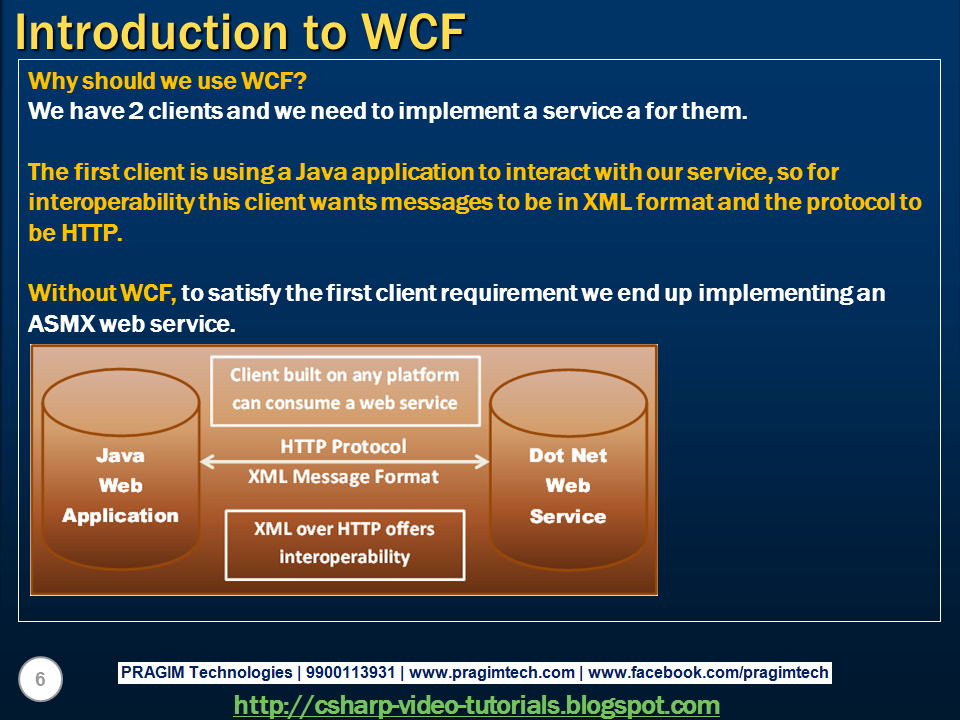 Introduction to WCF
Why should we use WCF?
We have 2 clients and we need to implement a service a for them.
The first client is using a Java application to interact with our service, so for
interoperability this client wants messages to be in XML format and the protocol to
be HTTP.
Without WCF, to satisfy the first client requirement we end up implementing an
ASMX web service.
Client built on any platform
can consume a web service
Java
Web
Application
HTTP Protocol
XML Message Format
Dot Net
Web
Service
XML over HTTP offers
interoperability
6
PRAGIM Technologies | 9900113931 | www.pragimtech.com | www.facebook.com/pragimtech
http://csharp-video-tutorials.blogspot.com